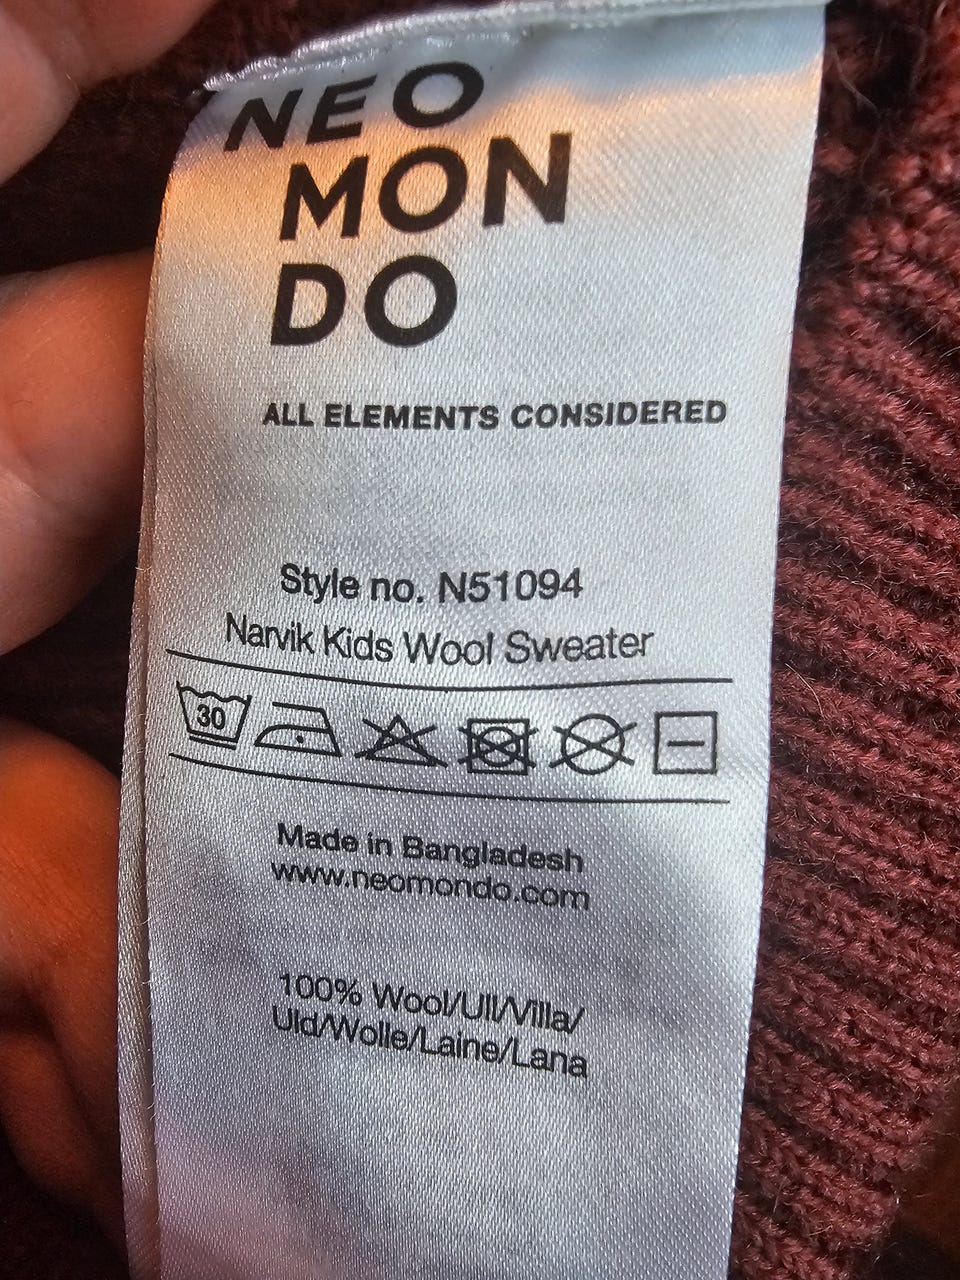 NEO
MON
DO
ALL ELEMENTS CONSIDERED
Style no. N51094
Narvik Kids Wool Sweater
30
Made in Bangladesh
www.neomondo.com
100% Wool/Ull/Villa/
Uld/Wolle/Laine/Lana